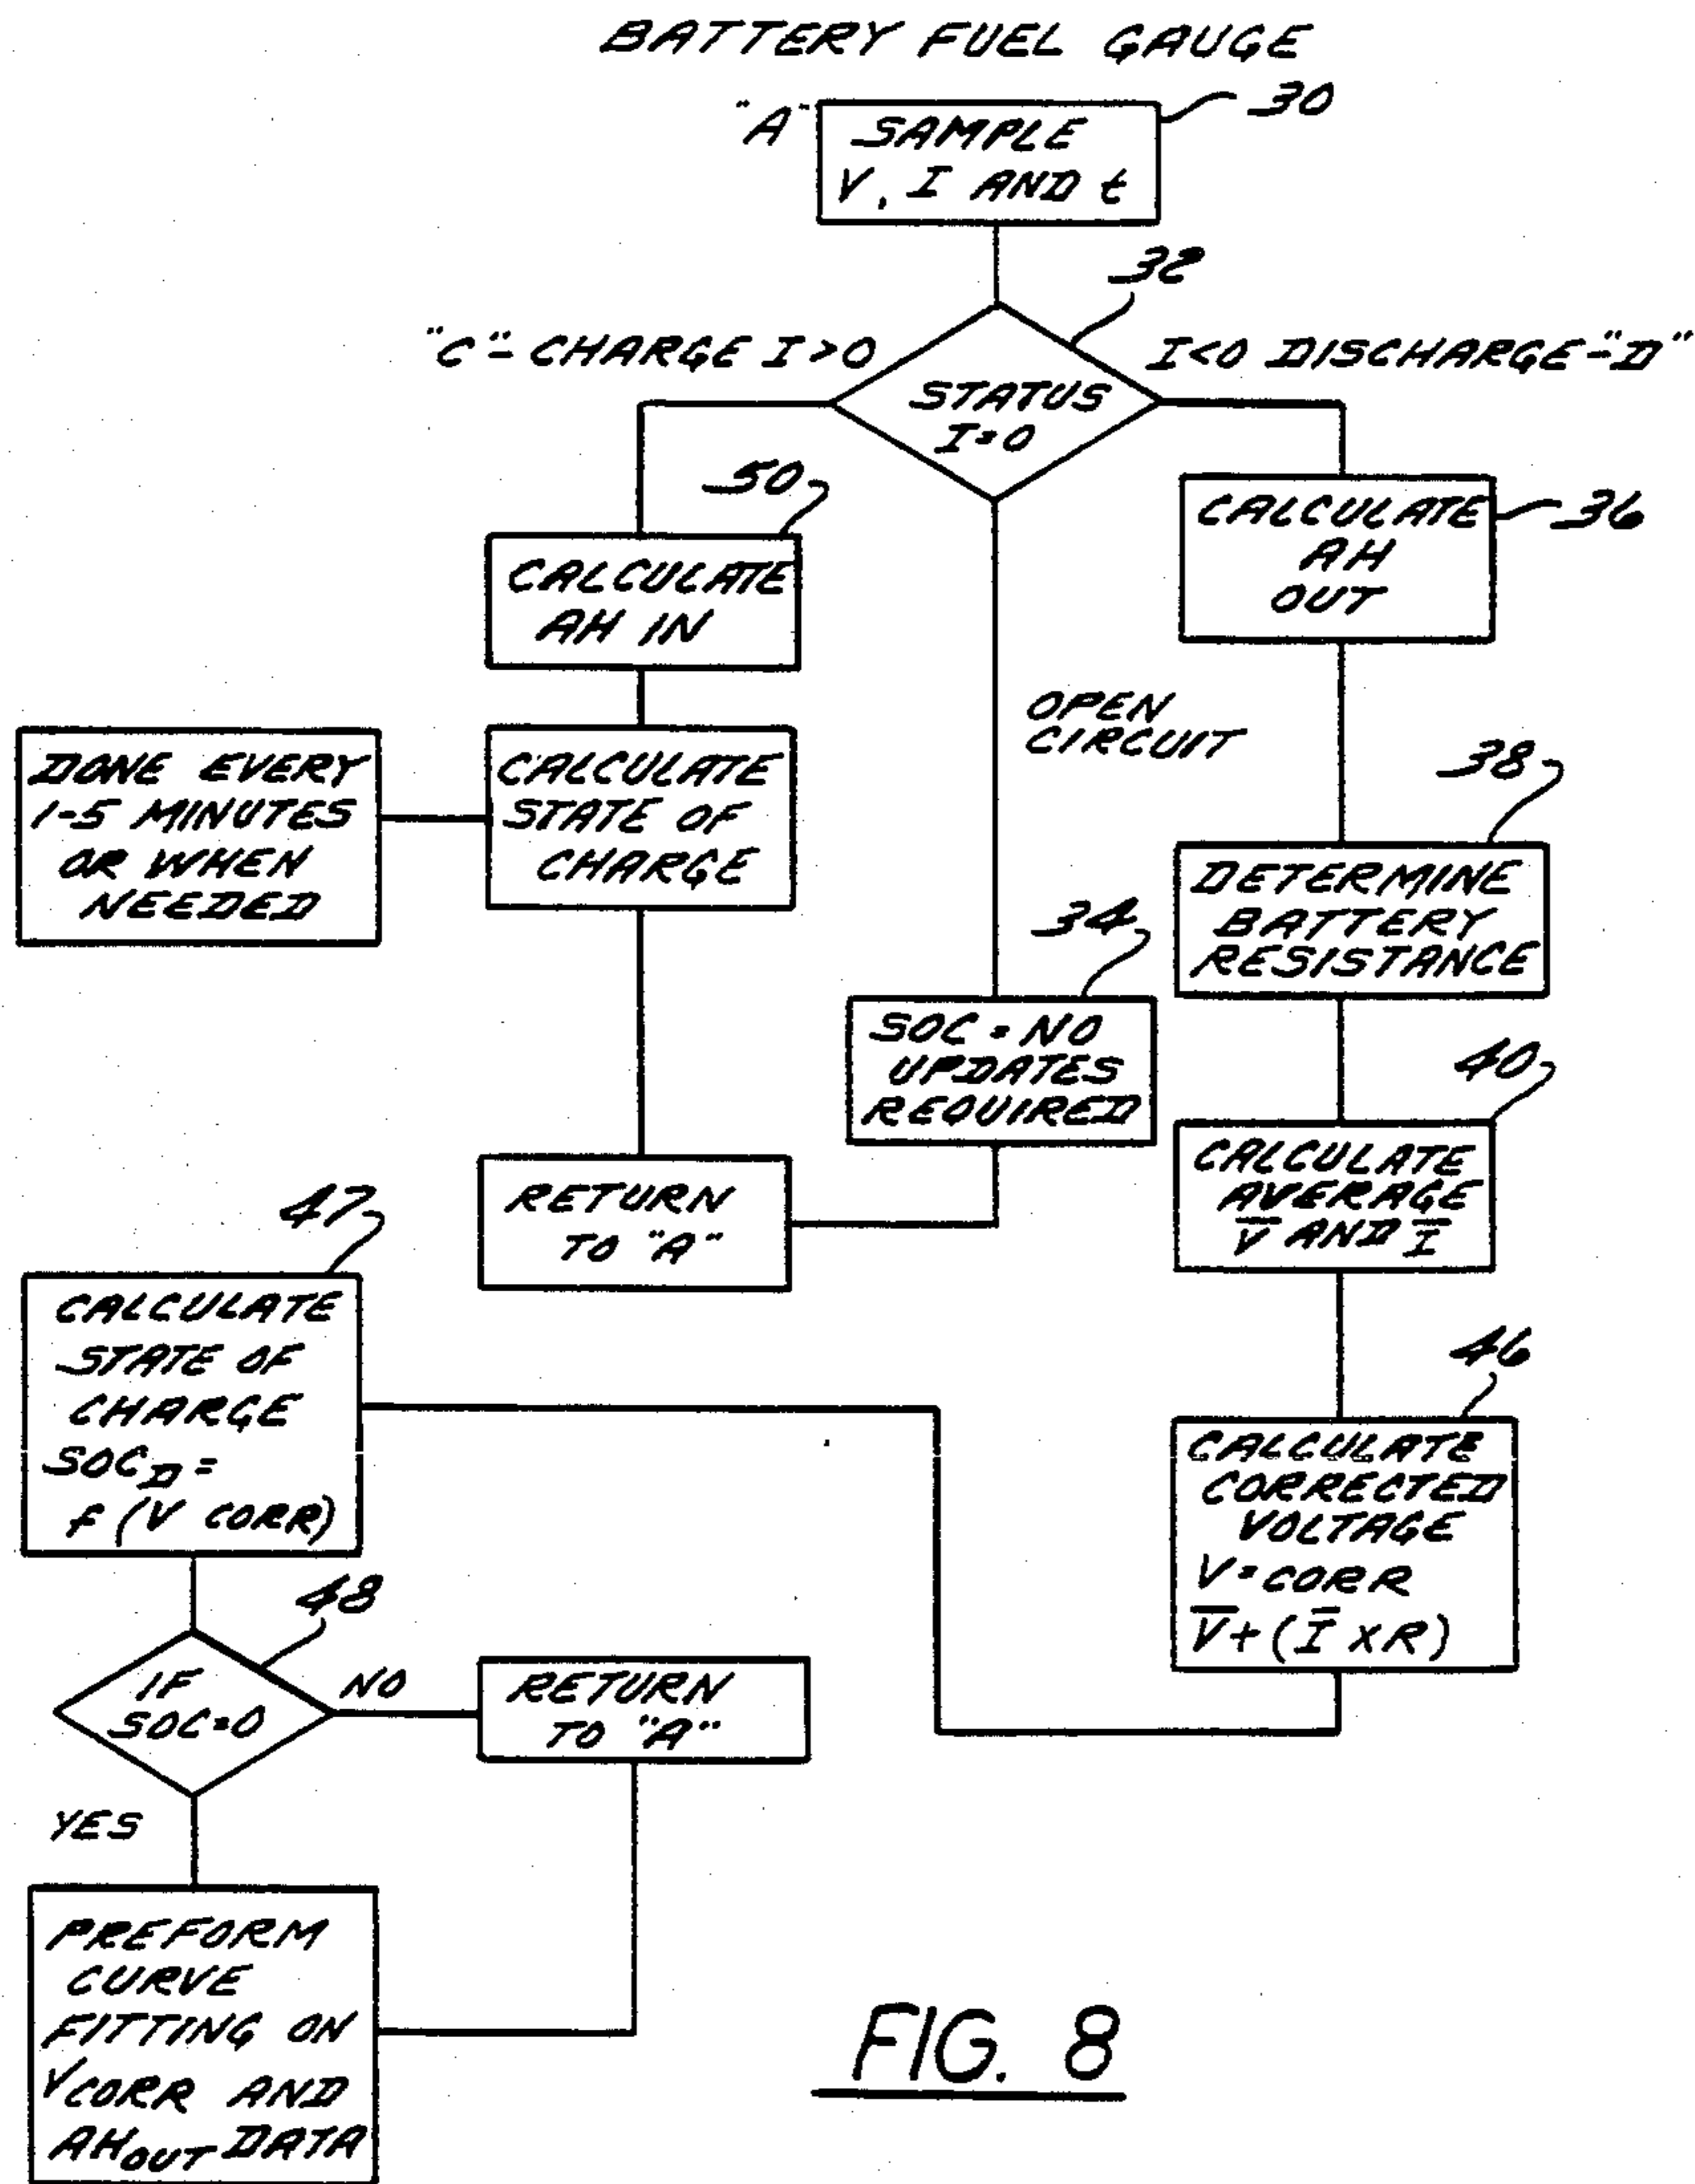 BATTERY FUEL GAUGE
"A"
30
SAMPLE
V, I AND t
32
"C"- CHARGE I>0
I<0 DISCHARGE-"D"
STATUS
I=0
50
CALCULATE
AH IN
CALCULATE
AH
OUT
36
OPEN
CIRCUIT
DONE EVERY
1-5 MINUTES
OR WHEN
NEEDED
CALCULATE
STATE OF
CHARGE
38
DETERMINE
BATTERY
RESISTANCE
34
SOC = NO
UPDATES
REQUIRED
40
CALCULATE
AVERAGE
V̅ AND I̅
RETURN
TO "A"
47
CALCULATE
STATE OF
CHARGE
SOC_D =
f (V CORR)
46
CALCULATE
CORRECTED
VOLTAGE
V=CORR
V̅+(I̅ XR)
48
IF
SOC=0
NO
RETURN
TO "A"
YES
PREFORM
CURVE
FITTING ON
V_CORR AND
AH_OUT DATA
FIG. 8